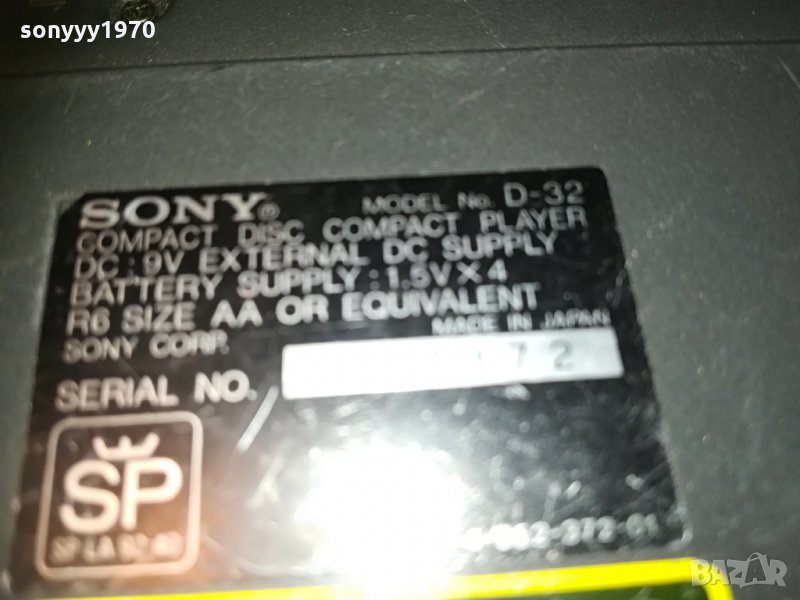 sonyyy1970
SONY® MODEL No. D-32
COMPACT DISC COMPACT PLAYER
DC : 9V EXTERNAL DC SUPPLY
BATTERY SUPPLY : 1.5V × 4
R6 SIZE AA OR EQUIVALENT
SONY CORP. MADE IN JAPAN
SERIAL NO.
SP
BAZAR